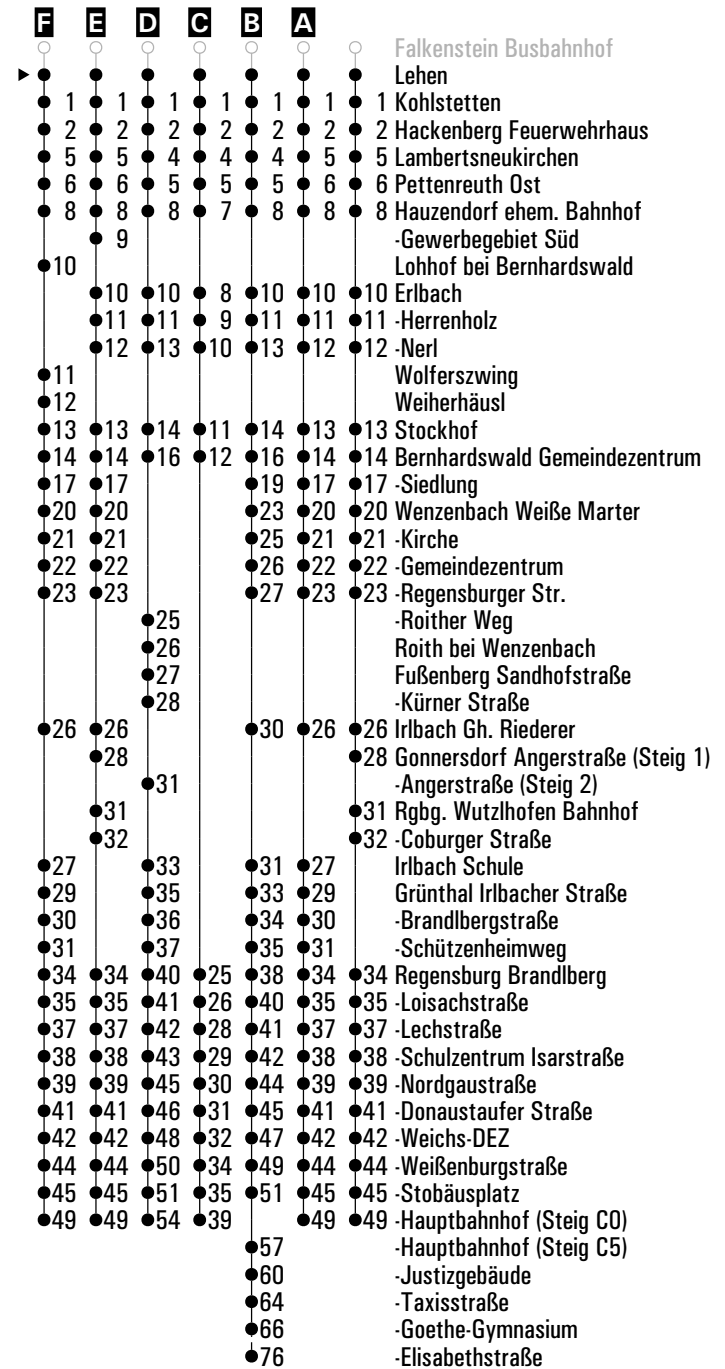 F E D C B A
Falkenstein Busbahnhof
▶ Lehen
1 1 1 1 1 1 1 Kohlstetten
2 2 2 2 2 2 2 Hackenberg Feuerwehrhaus
5 5 4 4 4 5 5 Lambertsneukirchen
6 6 5 5 5 6 6 Pettenreuth Ost
8 8 8 7 8 8 8 Hauzendorf ehem. Bahnhof
9 -Gewerbegebiet Süd
10 Lohhof bei Bernhardswald
10 10 8 10 10 10 Erlbach
11 11 9 11 11 11 -Herrenholz
12 13 10 13 12 12 -Nerl
11 Wolferszwing
12 Weiherhäusl
13 13 14 11 14 13 13 Stockhof
14 14 16 12 16 14 14 Bernhardswald Gemeindezentrum
17 17 19 17 17 -Siedlung
20 20 23 20 20 Wenzenbach Weiße Marter
21 21 25 21 21 -Kirche
22 22 26 22 22 -Gemeindezentrum
23 23 27 23 23 -Regensburger Str.
25 -Roither Weg
26 Roith bei Wenzenbach
27 Fußenberg Sandhofstraße
28 -Kürner Straße
26 26 30 26 26 Irlbach Gh. Riederer
28 28 Gonnersdorf Angerstraße (Steig 1)
31 -Angerstraße (Steig 2)
31 31 Rgbg. Wutzlhofen Bahnhof
32 32 -Coburger Straße
27 33 31 27 Irlbach Schule
29 35 33 29 Grünthal Irlbacher Straße
30 36 34 30 -Brandlbergstraße
31 37 35 31 -Schützenheimweg
34 34 40 25 38 34 34 Regensburg Brandlberg
35 35 41 26 40 35 35 -Loisachstraße
37 37 42 28 41 37 37 -Lechstraße
38 38 43 29 42 38 38 -Schulzentrum Isarstraße
39 39 45 30 44 39 39 -Nordgaustraße
41 41 46 31 45 41 41 -Donaustaufer Straße
42 42 48 32 47 42 42 -Weichs-DEZ
44 44 50 34 49 44 44 -Weißenburgstraße
45 45 51 35 51 45 45 -Stobäusplatz
49 49 54 39 49 49 -Hauptbahnhof (Steig C0)
57 -Hauptbahnhof (Steig C5)
60 -Justizgebäude
64 -Taxisstraße
66 -Goethe-Gymnasium
76 -Elisabethstraße